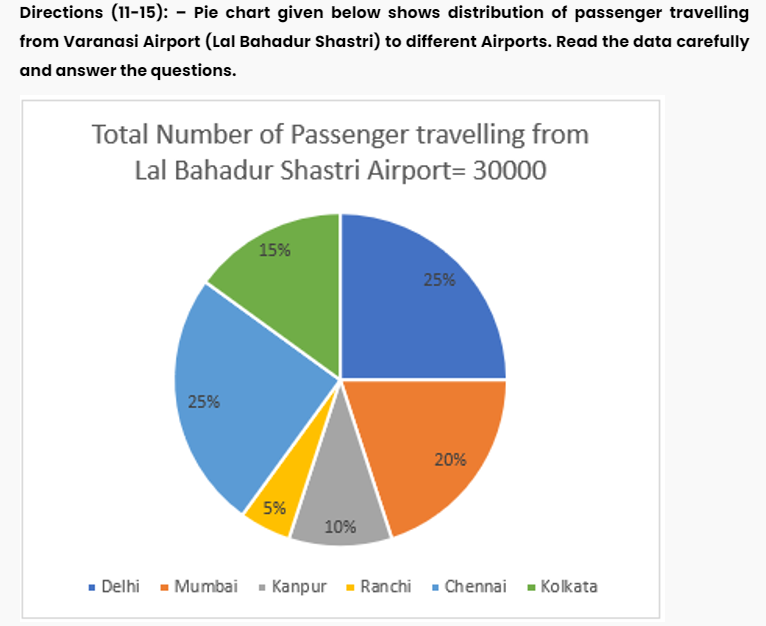 Directions (11-15): – Pie chart given below shows distribution of passenger travelling
from Varanasi Airport (Lal Bahadur Shastri) to different Airports. Read the data carefully
and answer the questions.
Total Number of Passenger travelling from
Lal Bahadur Shastri Airport= 30000
15%
25%
25%
20%
5%
10%
Delhi Mumbai Kanpur Ranchi Chennai Kolkata